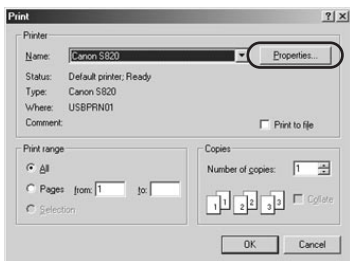 Print
Printer
Name: Canon S820 Properties...
Status: Default printer; Ready
Type: Canon S820
Where: USBPRN01
Comment:
Print to file
Print range
All
Pages from: 1 to:
Selection
Copies
Number of copies: 1
1 1 2 2 3 3
Collate
OK Cancel